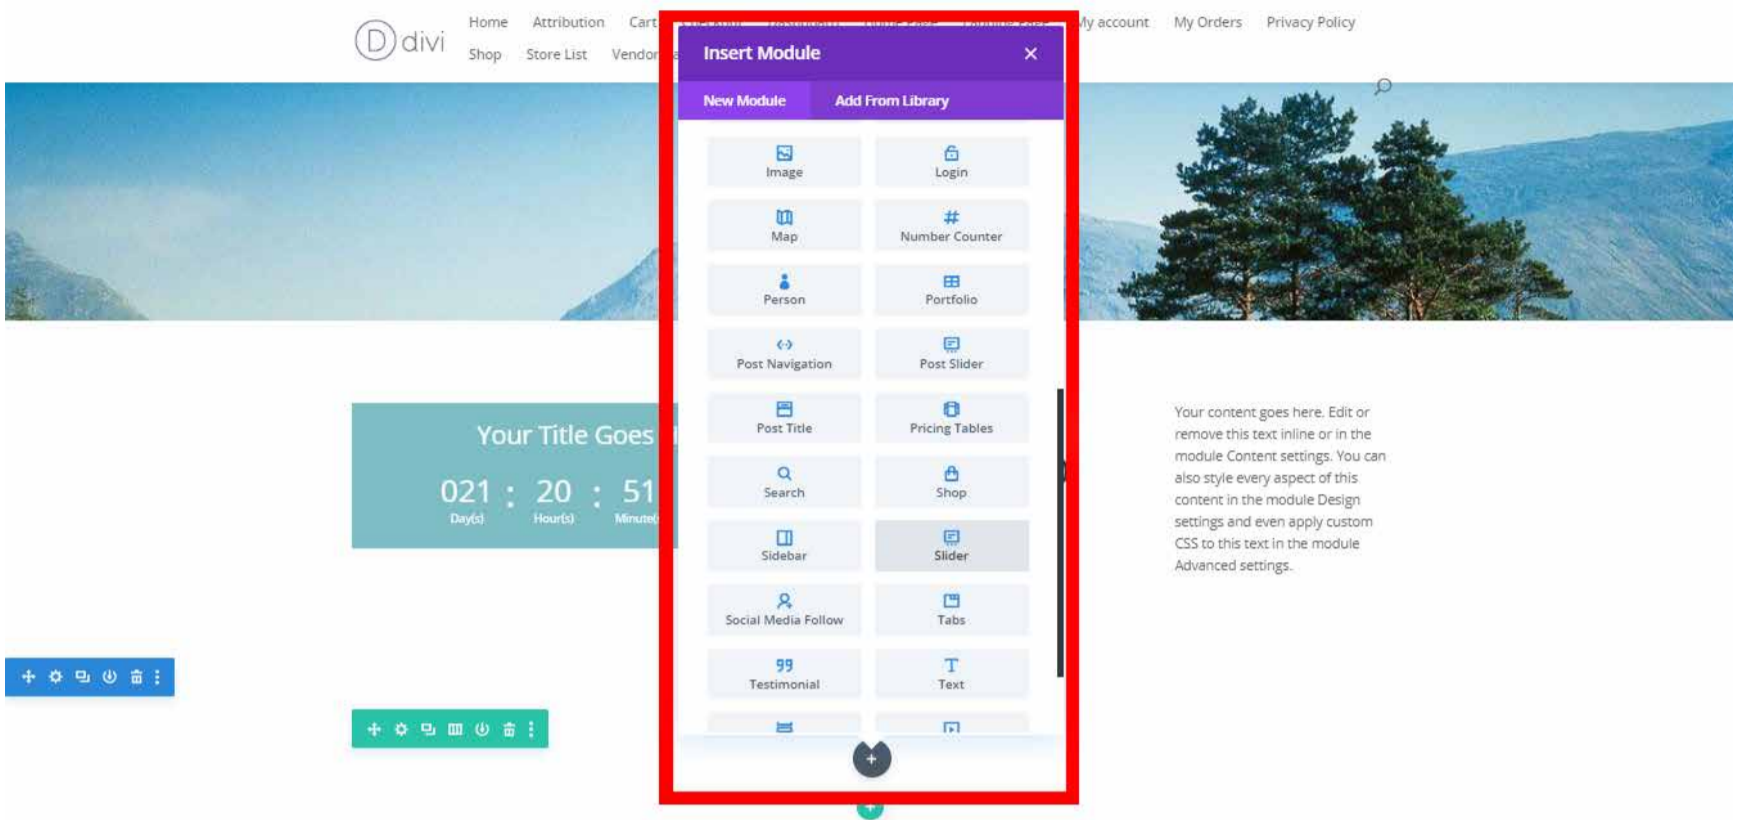 Home Attribution Cart My account My Orders Privacy Policy
divi
Shop Store List Vendor
Insert Module
New Module Add From Library
Image Login
Map Number Counter
Person Portfolio
Post Navigation Post Slider
Post Title Pricing Tables
Search Shop
Sidebar Slider
Social Media Follow Tabs
Testimonial Text
Your Title Goes
021 : 20 : 51
Day(s) Hour(s)
Your content goes here. Edit or
remove this text inline or in the
module Content settings. You can
also style every aspect of this
content in the module Design
settings and even apply custom
CSS to this text in the module
Advanced settings.